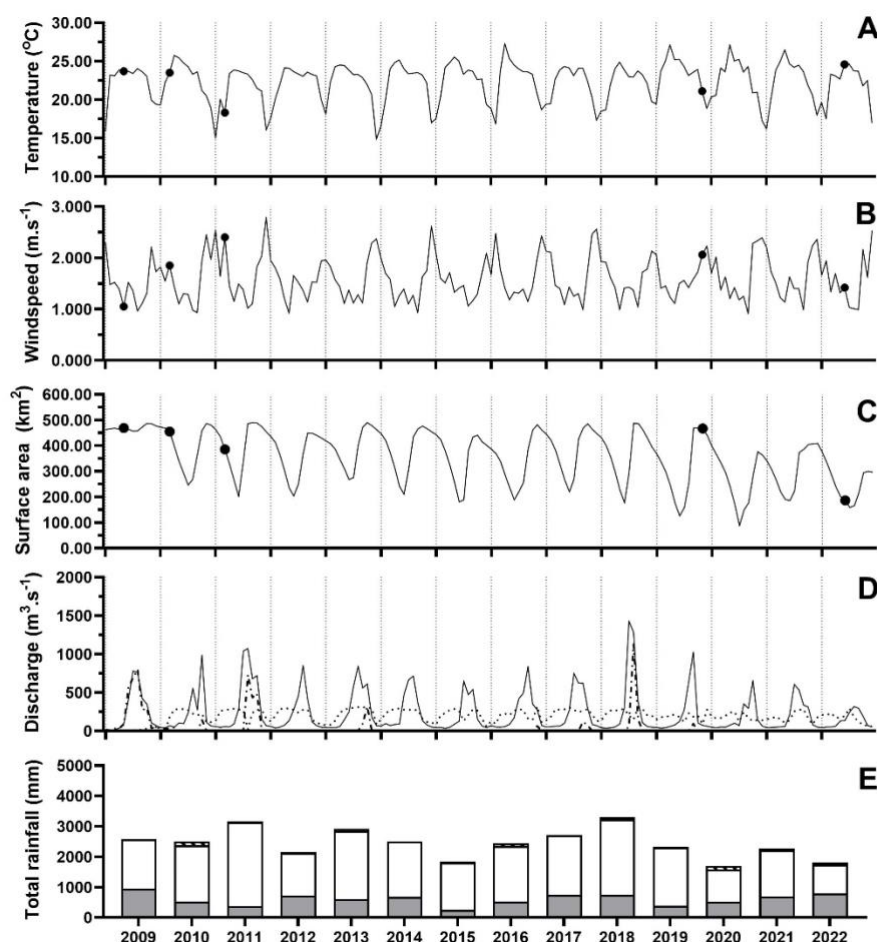 A
Temperature (°C)
30.00
25.00
20.00
15.00
10.00
B
Windspeed (m.s-1)
3.000
2.000
1.000
0.000
C
Surface area (km2)
600.00
500.00
400.00
300.00
200.00
100.00
0.00
D
Discharge (m3.s-1)
2000
1500
1000
500
0
E
Total rainfall (mm)
5000
4000
3000
2000
1000
0
2009 2010 2011 2012 2013 2014 2015 2016 2017 2018 2019 2020 2021 2022